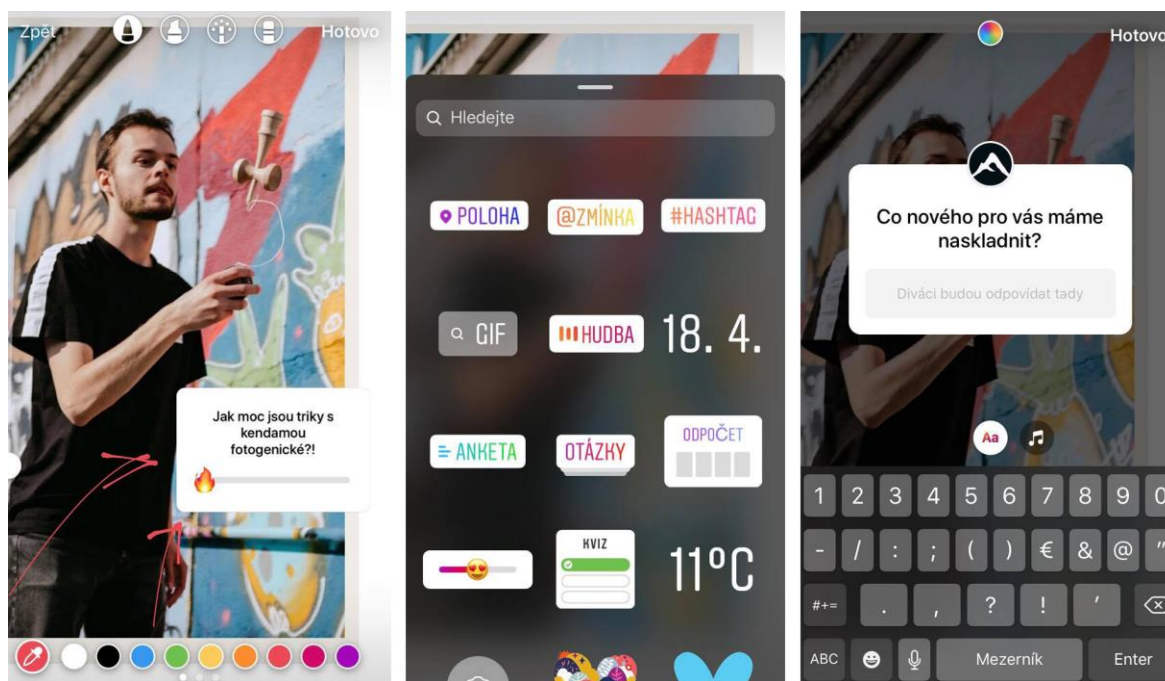 Zpět
Hotovo
Jak moc jsou triky s
kendamou
fotogenické?!
Hledejte
POLOHA
@ZMÍNKA
#HASHTAG
GIF
HUDBA
18. 4.
ANKETA
OTÁZKY
ODPOČET
KVIZ
11°C
Hotovo
Co nového pro vás máme
naskladnit?
Diváci budou odpovídat tady
Aa
1 2 3 4 5 6 7 8 9 0
- / : ; ( ) € & @ "
#+= . , ? ! '
ABC Mezerník Enter